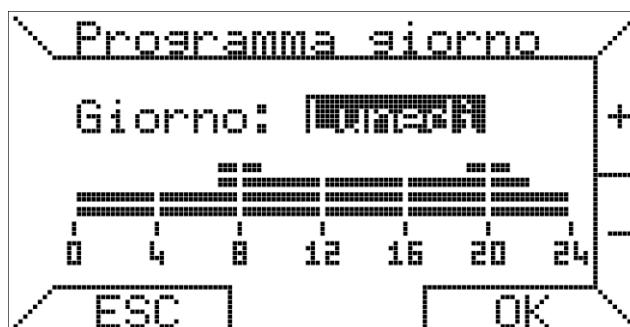 Programma giorno
Giorno: Lunedì
+
-
0 4 8 12 16 20 24
ESC OK